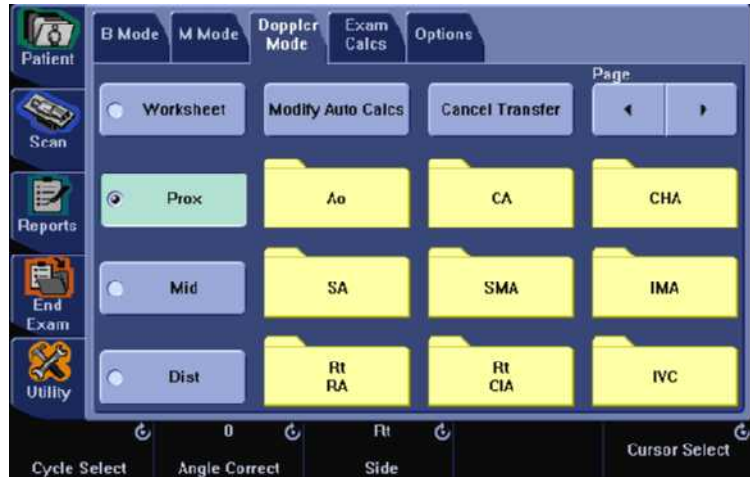 Patient
Scan
Reports
End
Exam
Utility
B Mode
M Mode
Doppler
Mode
Exam
Calcs
Options
Worksheet
Modify Auto Calcs
Cancel Transfer
Page
Prox
Ao
CA
CHA
Mid
SA
SMA
IMA
Dist
Rt
RA
Rt
CIA
IVC
0
Rt
Cycle Select
Angle Correct
Side
Cursor Select